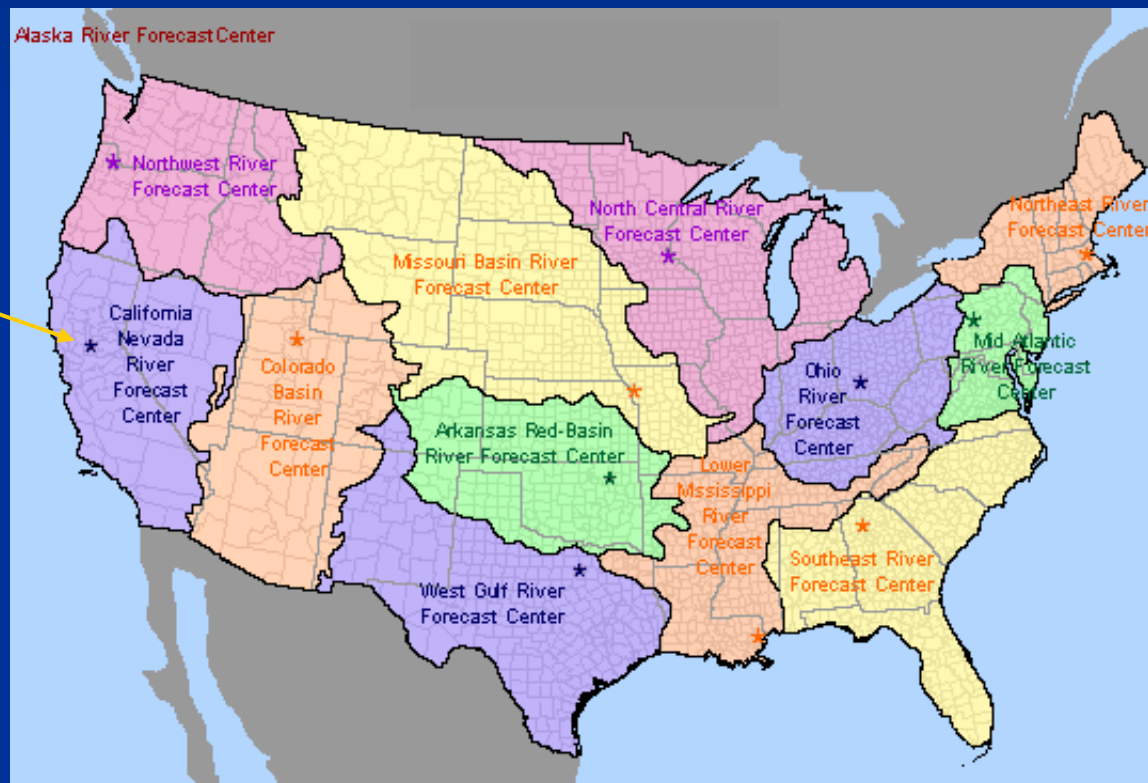 Alaska River Forecast Center
Northwest River
Forecast Center
North Central River
Forecast Center
Northeast River
Forecast Center
Missouri Basin River
Forecast Center
California
Nevada
River
Forecast
Center
Colorado
Basin
River
Forecast
Center
Mid-Atlantic
River Forecast
Center
Ohio
River
Forecast
Center
Arkansas Red-Basin
River Forecast Center
Lower
Mssissippi
River
Forecast
Center
Southeast River
Forecast Center
West Gulf River
Forecast Center